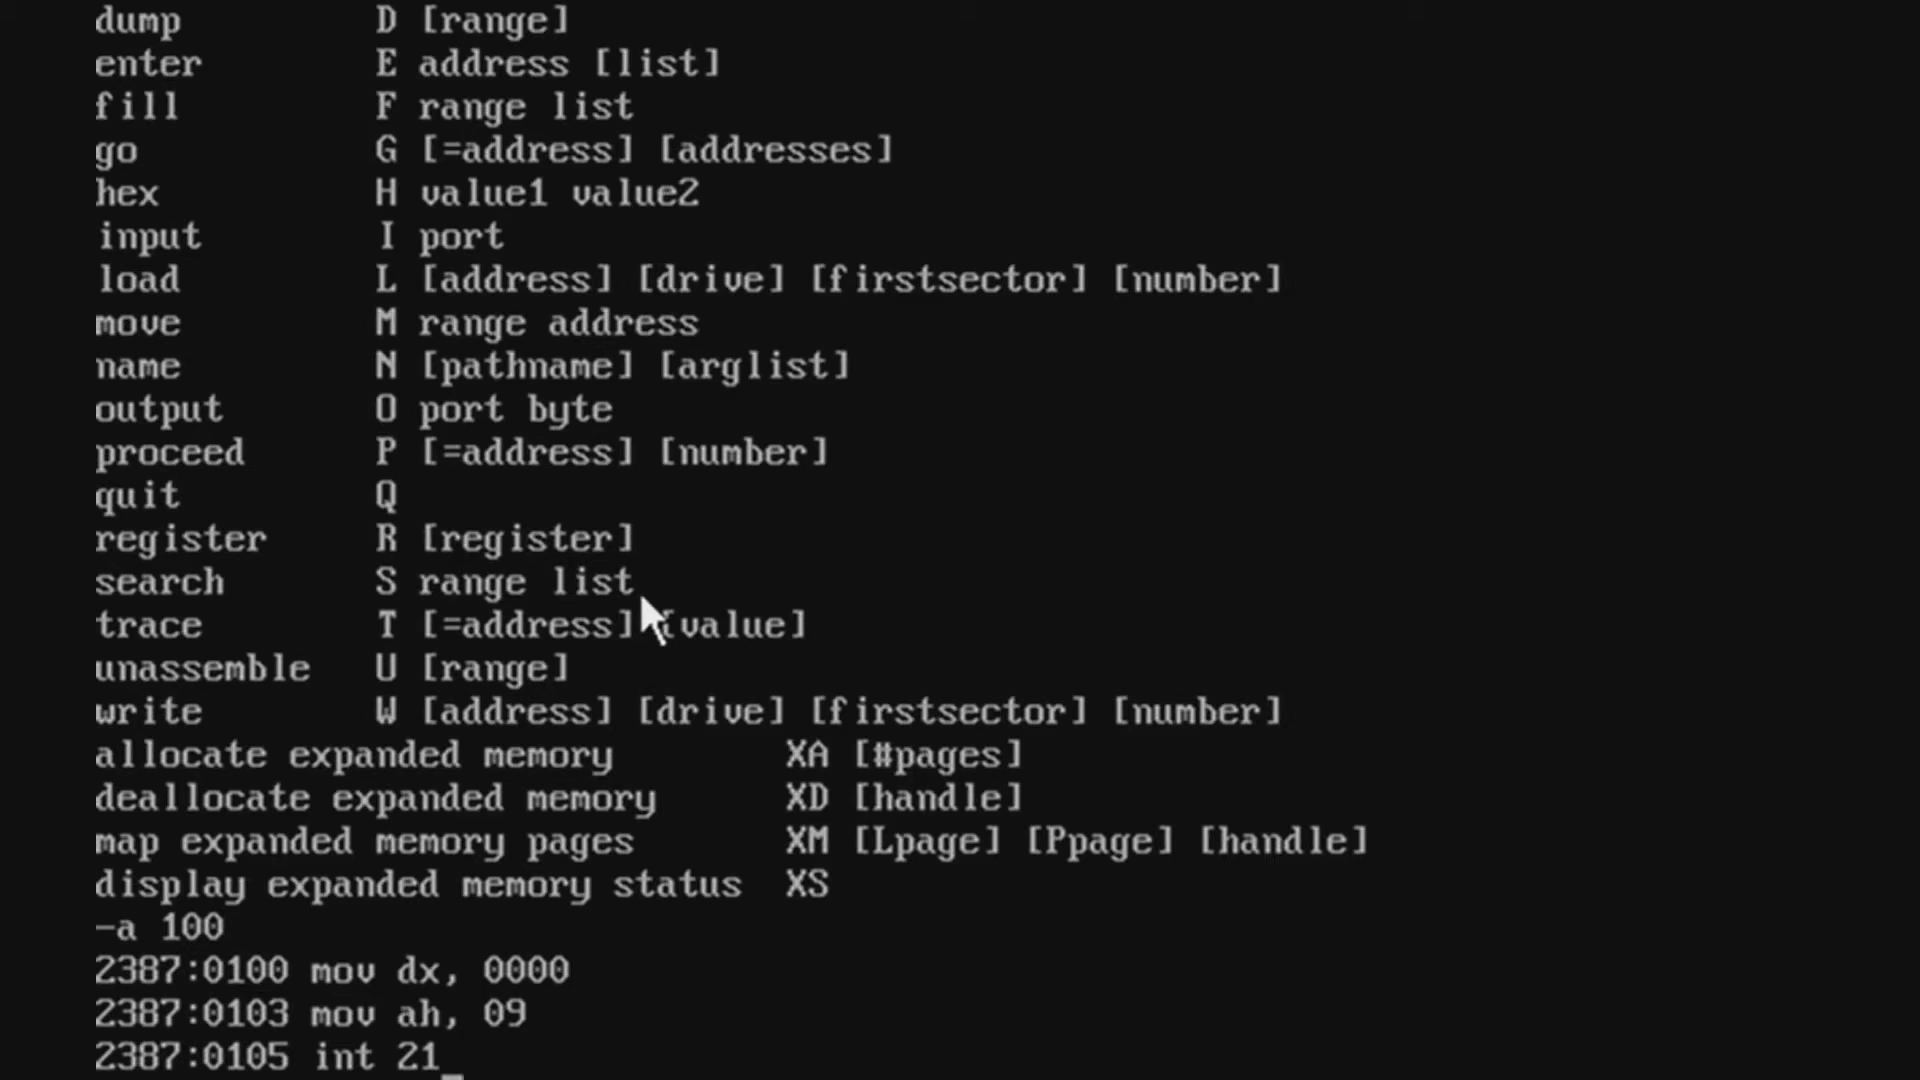 dump         D [range]
enter        E address [list]
fill         F range list
go           G [=address] [addresses]
hex          H value1 value2
input        I port
load         L [address] [drive] [firstsector] [number]
move         M range address
name         N [pathname] [arglist]
output       O port byte
proceed      P [=address] [number]
quit         Q
register     R [register]
search       S range list
trace        T [=address] [value]
unassemble   U [range]
write        W [address] [drive] [firstsector] [number]
allocate expanded memory        XA [#pages]
deallocate expanded memory      XD [handle]
map expanded memory pages       XM [Lpage] [Ppage] [handle]
display expanded memory status  XS
-a 100
2387:0100 mov dx, 0000
2387:0103 mov ah, 09
2387:0105 int 21_